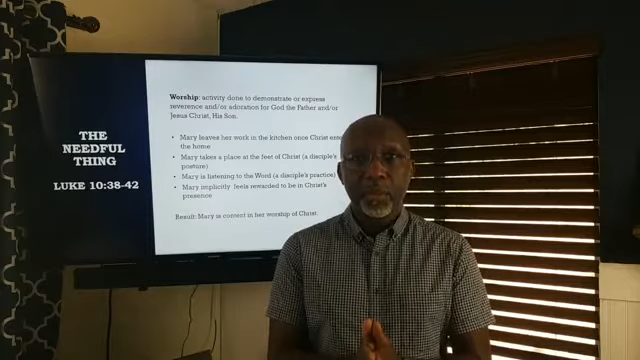 THE
NEEDFUL
THING
LUKE 10:38-42
Worship: activity done to demonstrate or express
reverence and/or adoration for God the Father and/or
Jesus Christ, His Son.
• Mary leaves her work in the kitchen once Christ
the home
• Mary takes a place at the feet of Christ (a disciple's
posture)
• Mary is listening to the Word (a disciple's practice)
• Mary implicitly feels rewarded to be in Christ's
presence
Result: Mary is content in her worship of Christ.